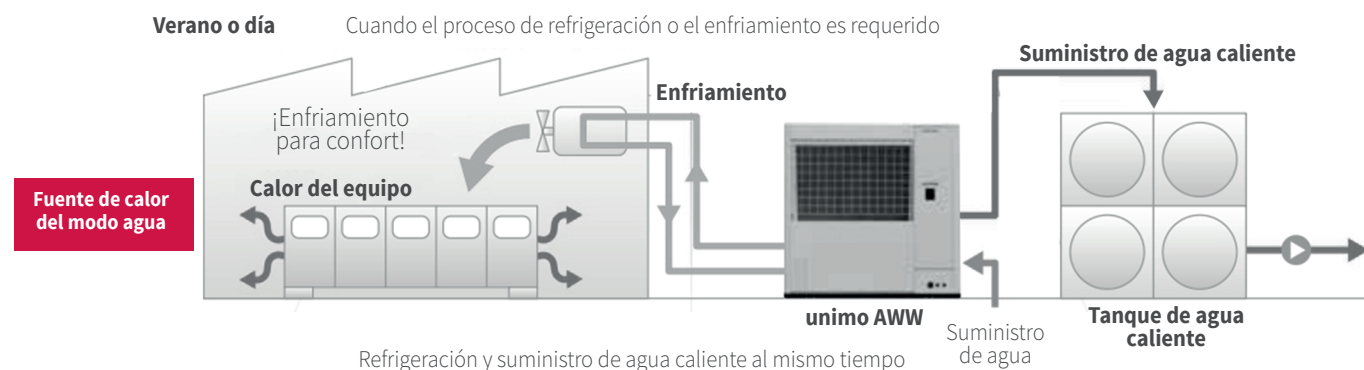 Verano o día
Cuando el proceso de refrigeración o el enfriamiento es requerido
Suministro de agua caliente
Enfriamiento
¡Enfriamiento
para confort!
Calor del equipo
Fuente de calor
del modo agua
unimo AWW
Suministro
de agua
Tanque de agua
caliente
Refrigeración y suministro de agua caliente al mismo tiempo